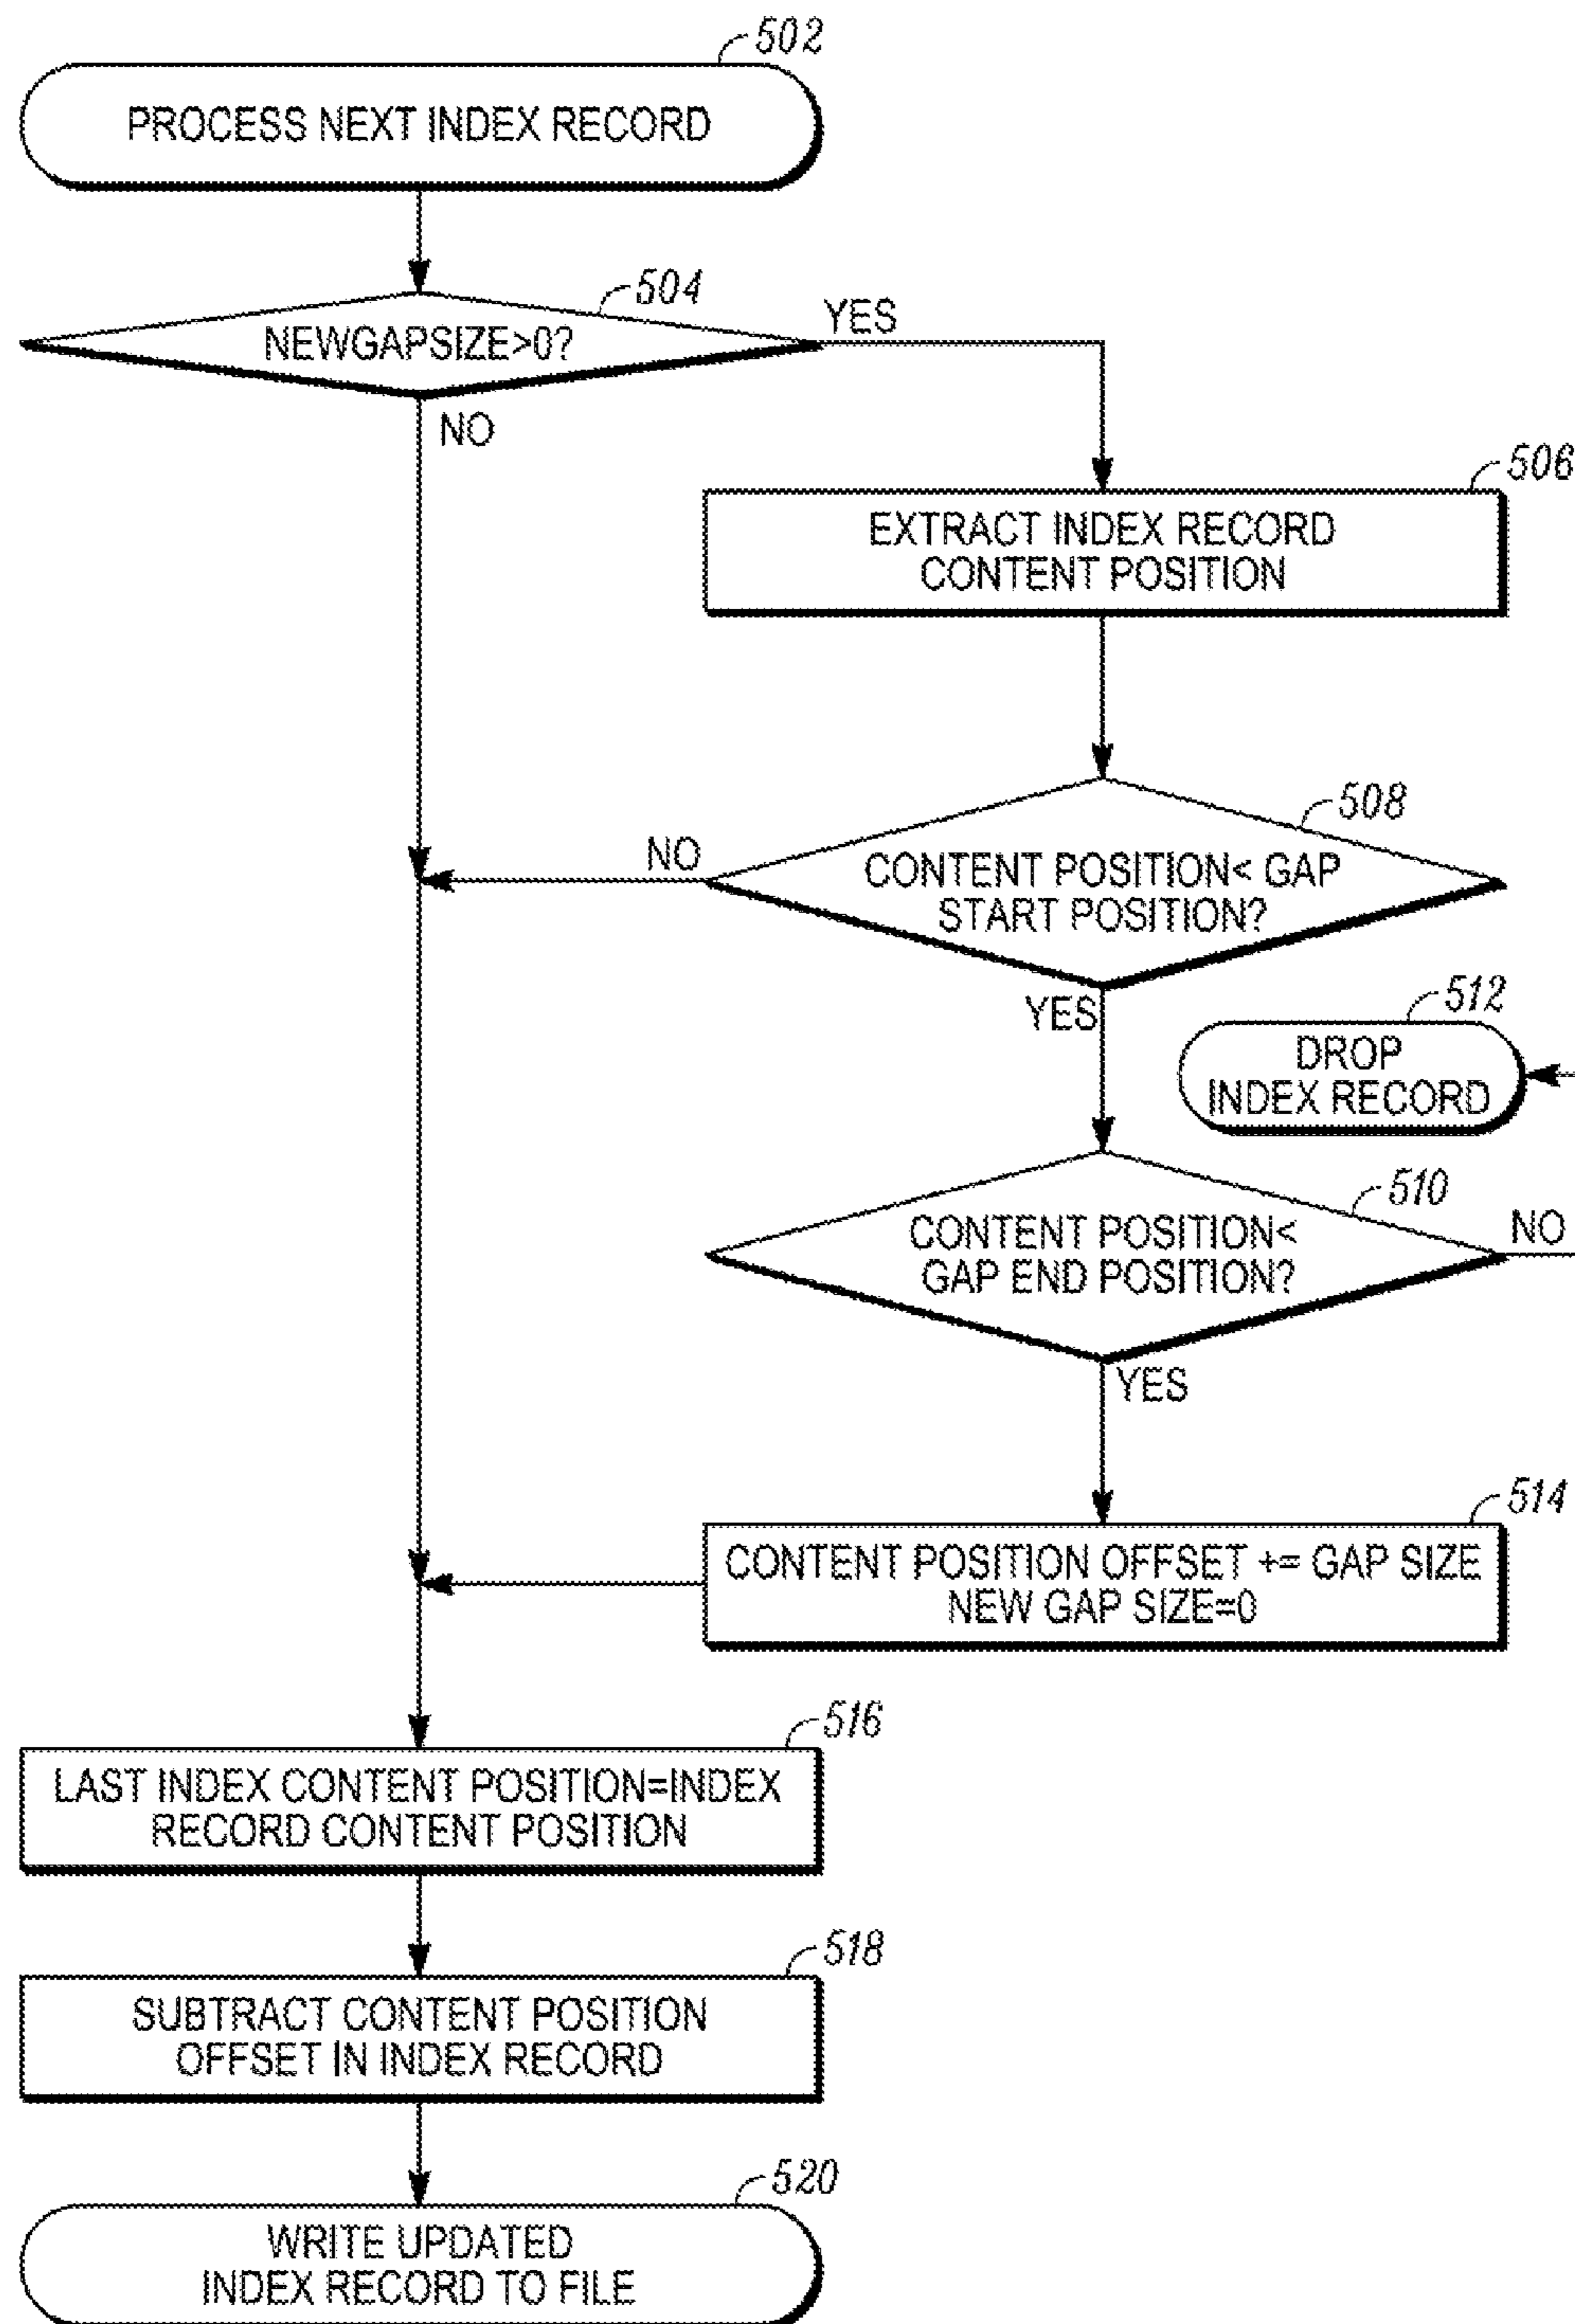 502
PROCESS NEXT INDEX RECORD
504
NEWGAPSIZE>0?
YES
NO
506
EXTRACT INDEX RECORD
CONTENT POSITION
508
CONTENT POSITION< GAP
START POSITION?
NO
YES
512
DROP
INDEX RECORD
510
CONTENT POSITION<
GAP END POSITION?
NO
YES
514
CONTENT POSITION OFFSET += GAP SIZE
NEW GAP SIZE=0
516
LAST INDEX CONTENT POSITION=INDEX
RECORD CONTENT POSITION
518
SUBTRACT CONTENT POSITION
OFFSET IN INDEX RECORD
520
WRITE UPDATED
INDEX RECORD TO FILE